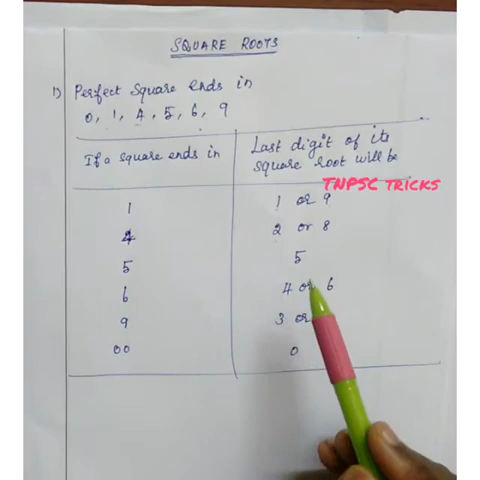 SQUARE ROOTS
1) Perfect Square ends in
0, 1, 4, 5, 6, 9
If a square ends in
Last digit of its
square root will be
TNPSC TRICKS
1 1 or 9
4 2 or 8
5 5
6 4 or 6
9 3 or
00 0